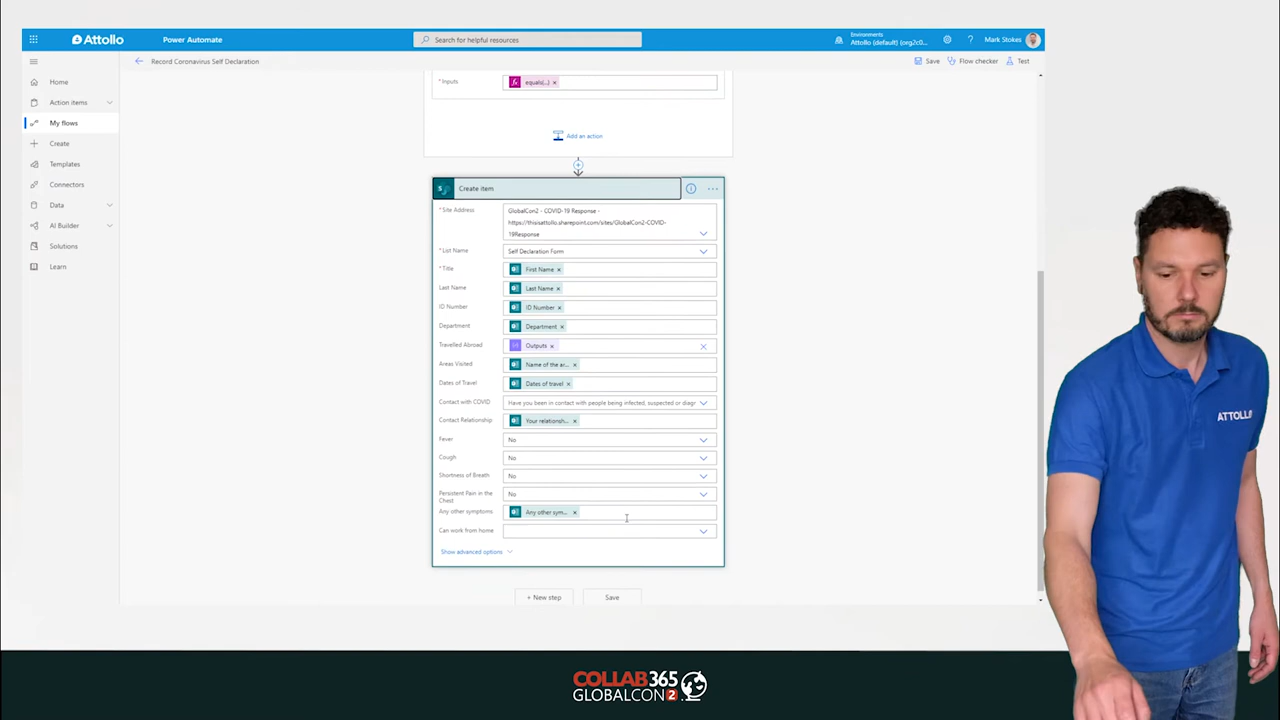 Attollo
Power Automate
Search for helpful resources
Environments
Attollo (default) (org2c0...
?
Mark Stokes
Record Coronavirus Self Declaration
Save
Flow checker
Test
Home
Action items
My flows
Create
Templates
Connectors
Data
AI Builder
Solutions
Learn
* Inputs
fx
equals(...) ×
Add an action
Create item
* Site Address
GlobalCon2 - COVID-19 Response -
https://thisisattollo.sharepoint.com/sites/GlobalCon2-COVID-
19Response
* List Name
Self Declaration Form
* Title
First Name ×
Last Name
Last Name ×
ID Number
ID Number ×
Department
Department ×
Travelled Abroad
Outputs ×
Areas Visited
Name of the ar... ×
Dates of Travel
Dates of travel ×
Contact with COVID
Have you been in contact with people being infected, suspected or diagr
Contact Relationship
Your relationsh... ×
Fever
No
Cough
No
Shortness of Breath
No
Persistent Pain in the
Chest
No
Any other symptoms
Any other sym... ×
Can work from home
Show advanced options
+ New step
Save
ATTOLLO
COLLAB365
GLOBALCON2